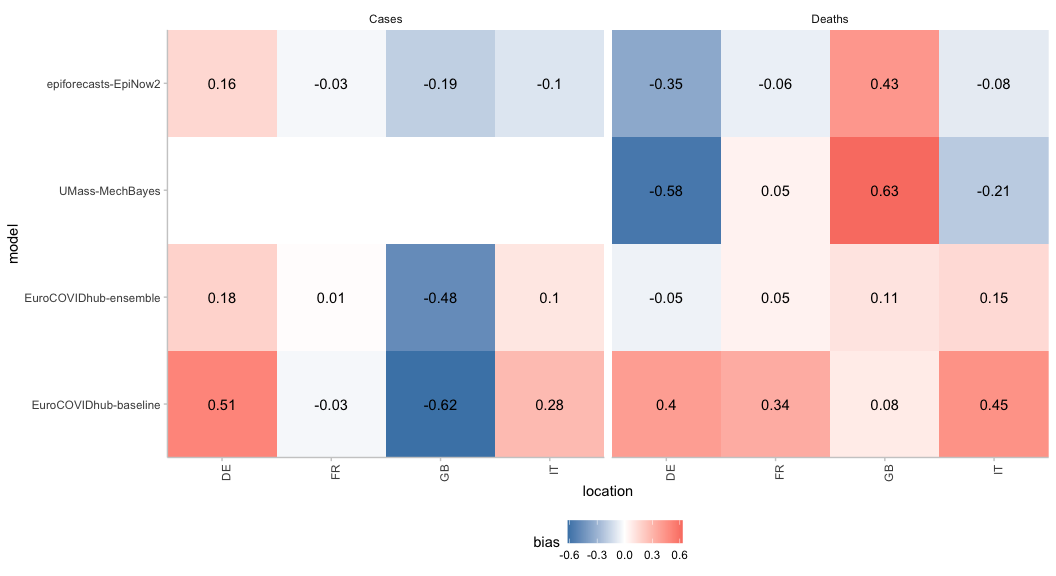 Cases Deaths
epiforecasts-EpiNow2 0.16 -0.03 -0.19 -0.1 -0.35 -0.06 0.43 -0.08
UMass-MechBayes -0.58 0.05 0.63 -0.21
EuroCOVIDhub-ensemble 0.18 0.01 -0.48 0.1 -0.05 0.05 0.11 0.15
EuroCOVIDhub-baseline 0.51 -0.03 -0.62 0.28 0.4 0.34 0.08 0.45
model
DE FR GB IT DE FR GB IT
location
bias
-0.6 -0.3 0.0 0.3 0.6